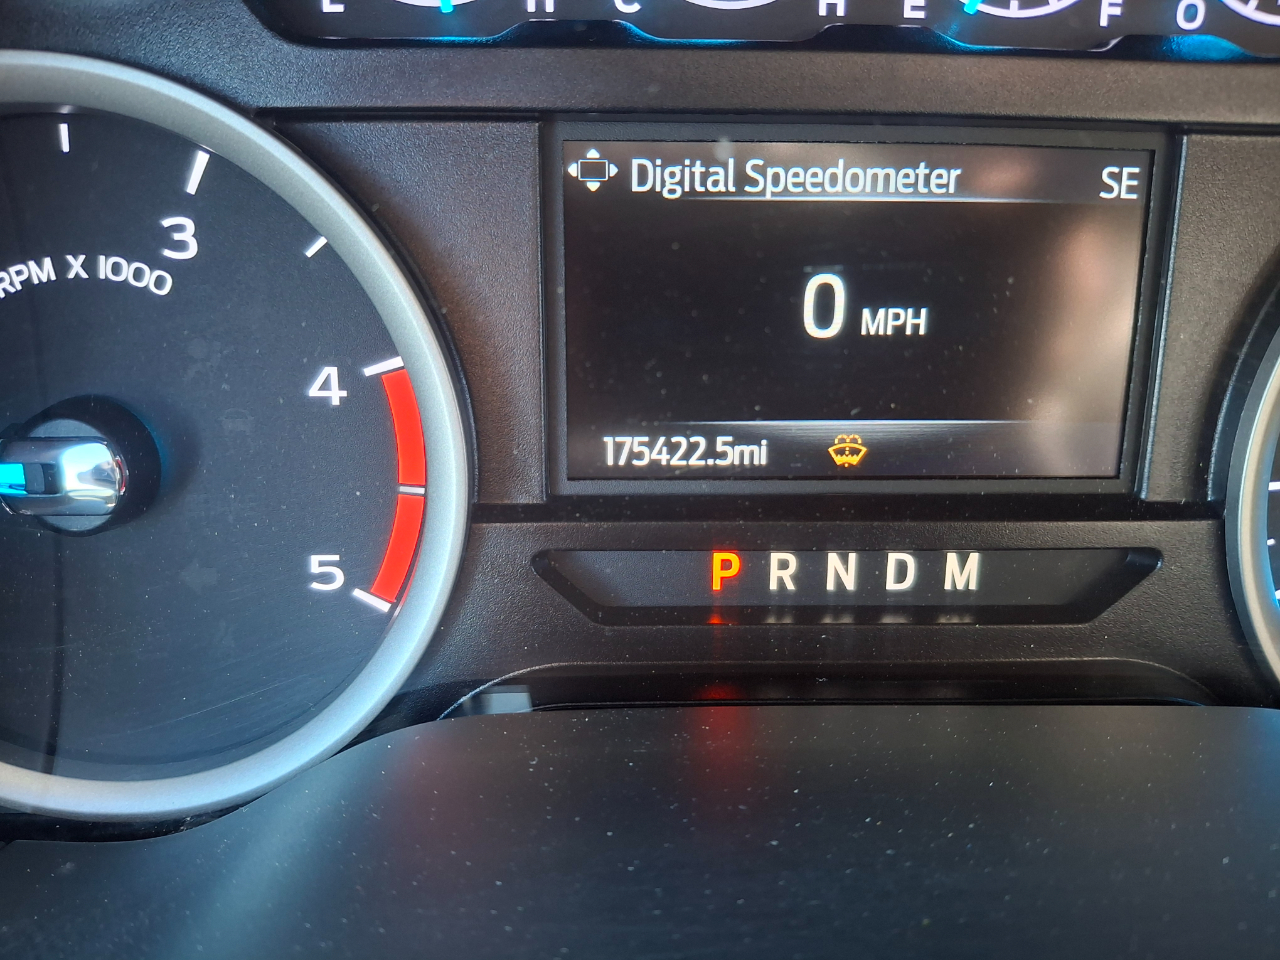 H C H E F O
Digital Speedometer SE
3
RPM X 1000
0 MPH
4
175422.5mi
P R N D M
5